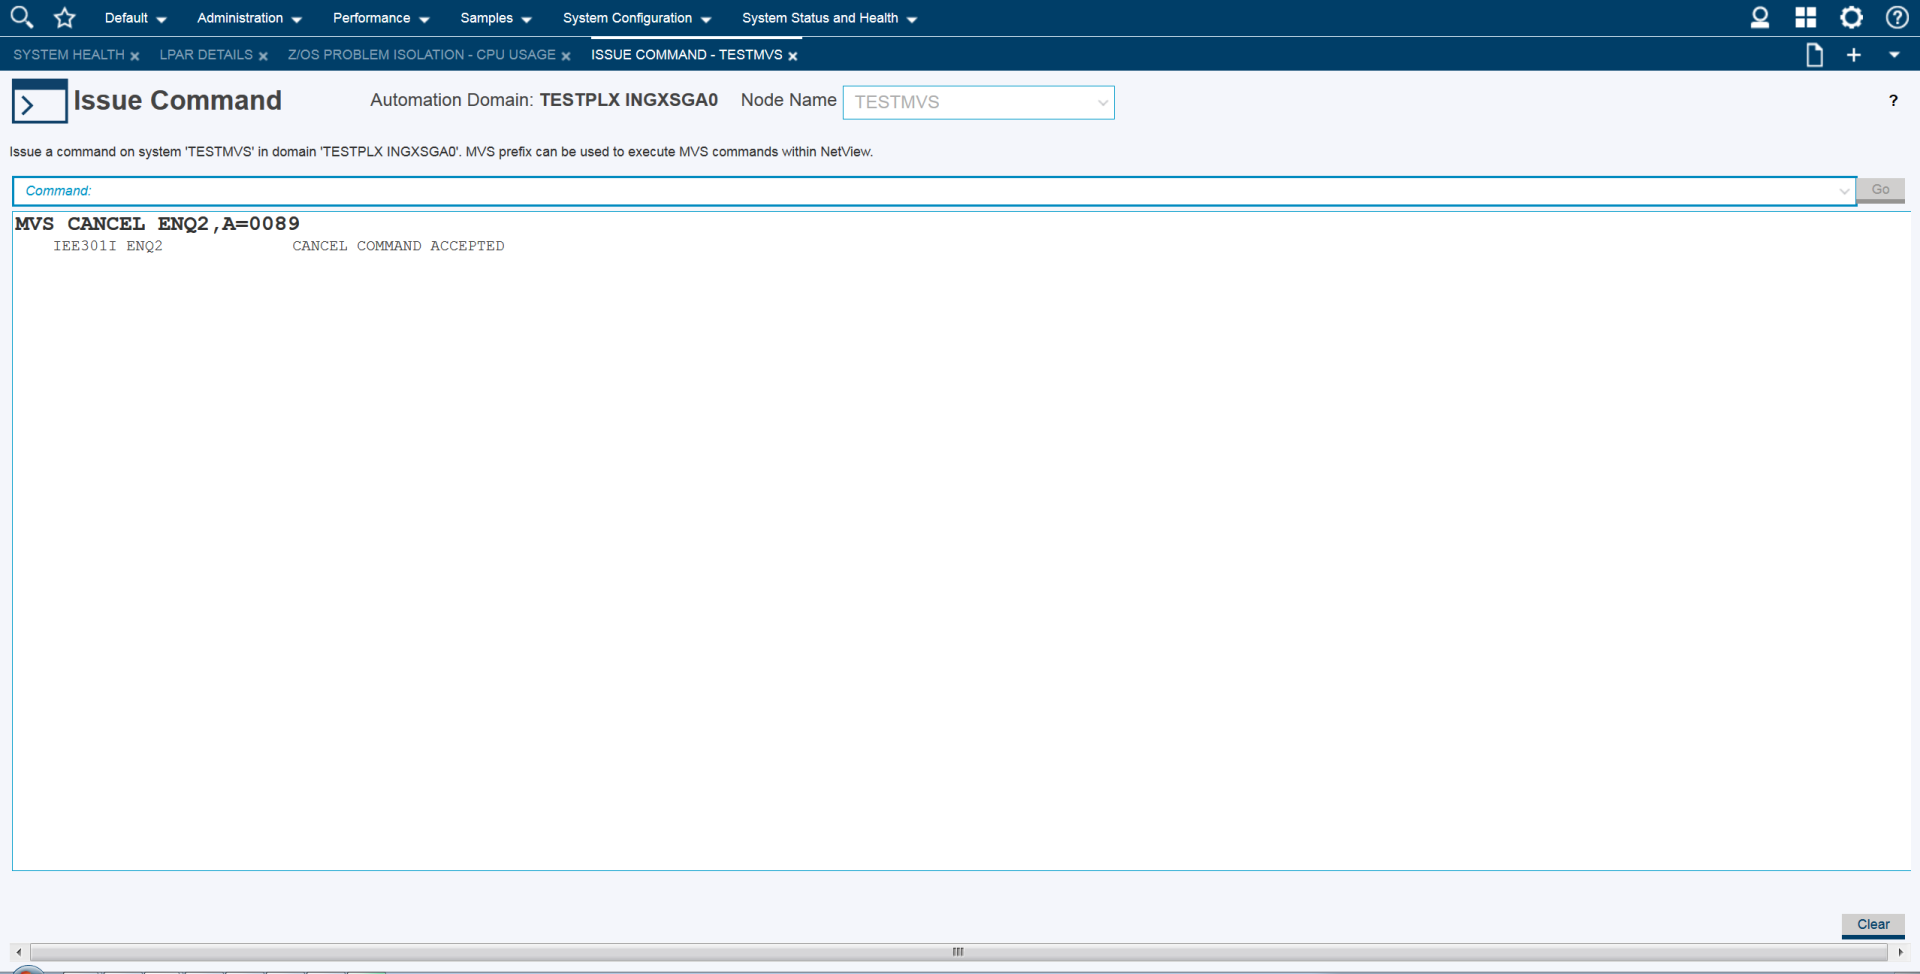 Default Administration Performance Samples System Configuration System Status and Health
SYSTEM HEALTH LPAR DETAILS Z/OS PROBLEM ISOLATION - CPU USAGE ISSUE COMMAND - TESTMVS
Issue Command Automation Domain: TESTPLX INGXSGA0 Node Name TESTMVS ?
Issue a command on system 'TESTMVS' in domain 'TESTPLX INGXSGA0'. MVS prefix can be used to execute MVS commands within NetView.
Command: Go
MVS CANCEL ENQ2,A=0089
IEE301I ENQ2 CANCEL COMMAND ACCEPTED
Clear